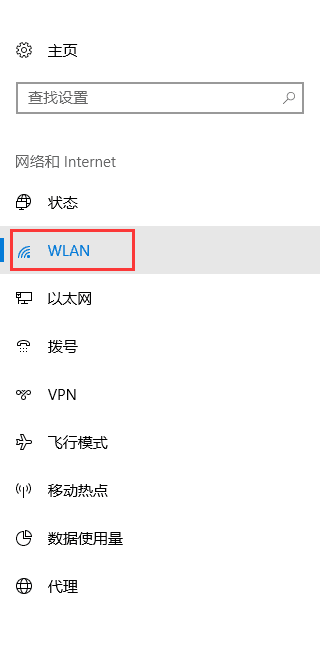 主页
查找设置
网络和 Internet
状态
WLAN
以太网
拨号
VPN
飞行模式
移动热点
数据使用量
代理